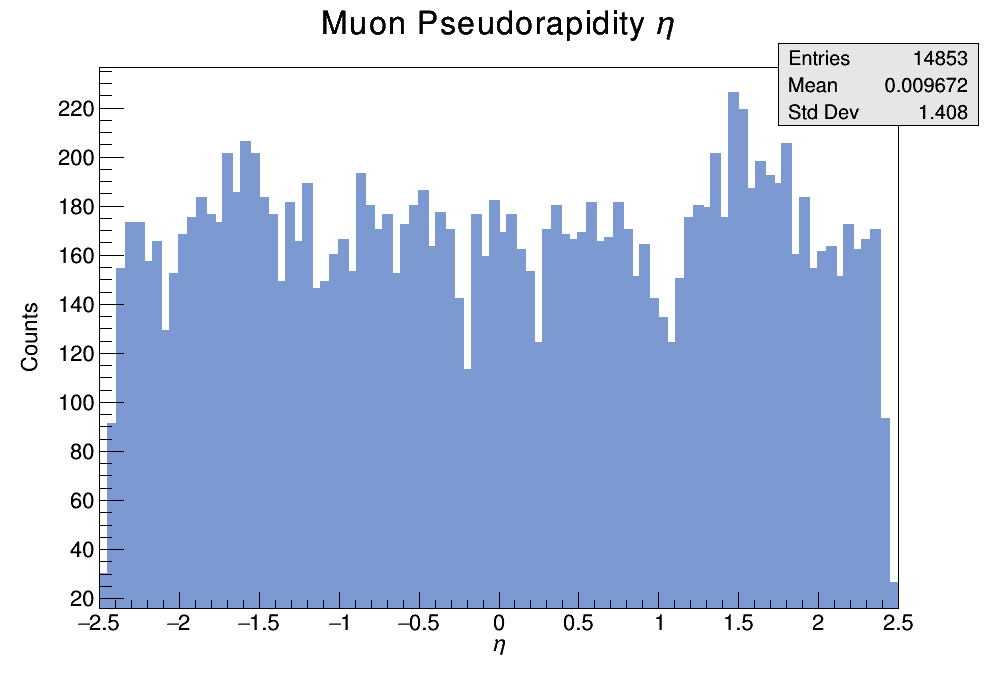 Muon Pseudorapidity η
Entries 14853
Mean 0.009672
Std Dev 1.408
Counts
220
200
180
160
140
120
100
80
60
40
20
−2.5 −2 −1.5 −1 −0.5 0 0.5 1 1.5 2 2.5
η